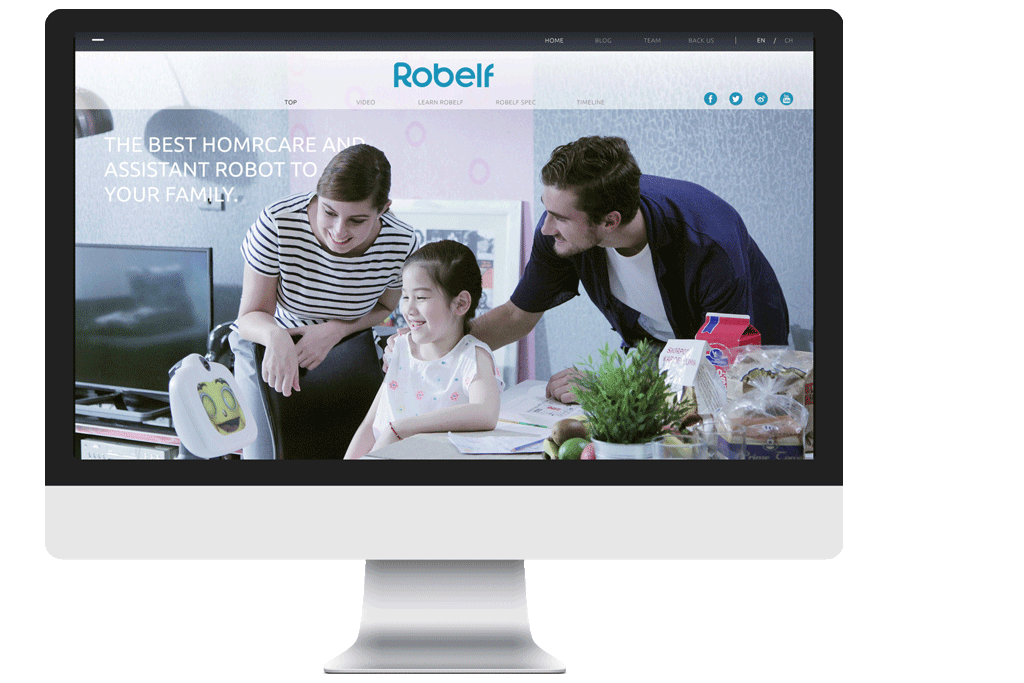 HOME BLOG TEAM BACK US | EN / CH
Robelf
TOP VIDEO LEARN ROBELF ROBELF SPEC TIMELINE
THE BEST HOMRCARE AND
ASSISTANT ROBOT TO
YOUR FAMILY.